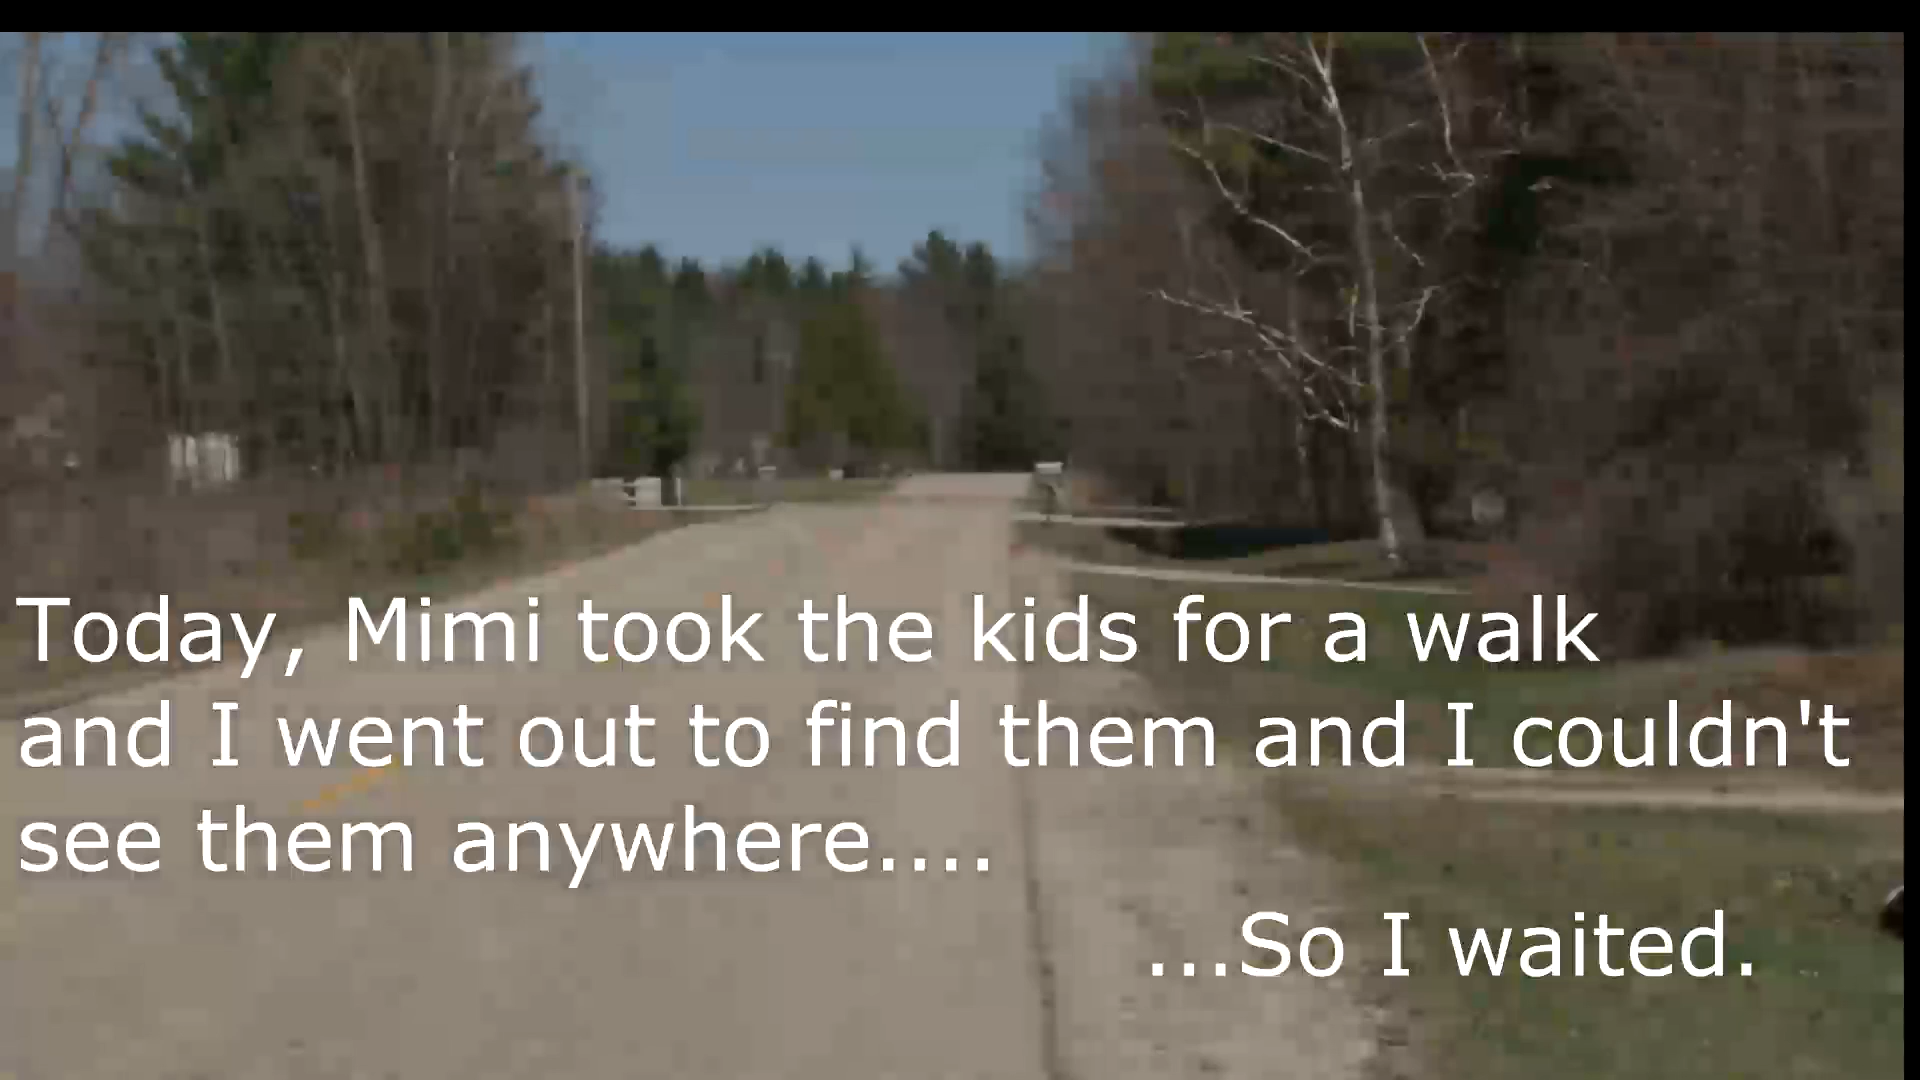 Today, Mimi took the kids for a walk
and I went out to find them and I couldn't
see them anywhere....
...So I waited.